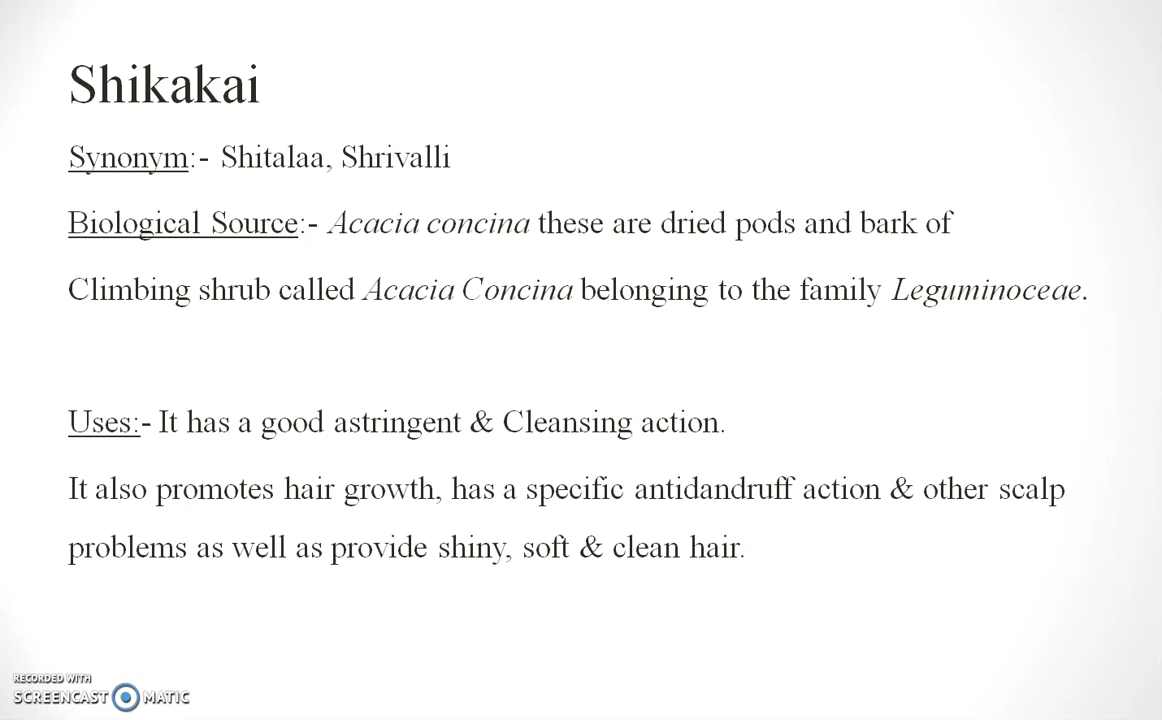 Shikakai
Synonym:- Shitalaa, Shrivalli
Biological Source:- Acacia concina these are dried pods and bark of
Climbing shrub called Acacia Concina belonging to the family Leguminoceae.
Uses:- It has a good astringent & Cleansing action.
It also promotes hair growth, has a specific antidandruff action & other scalp
problems as well as provide shiny, soft & clean hair.
RECORDED WITH
SCREENCAST MATIC